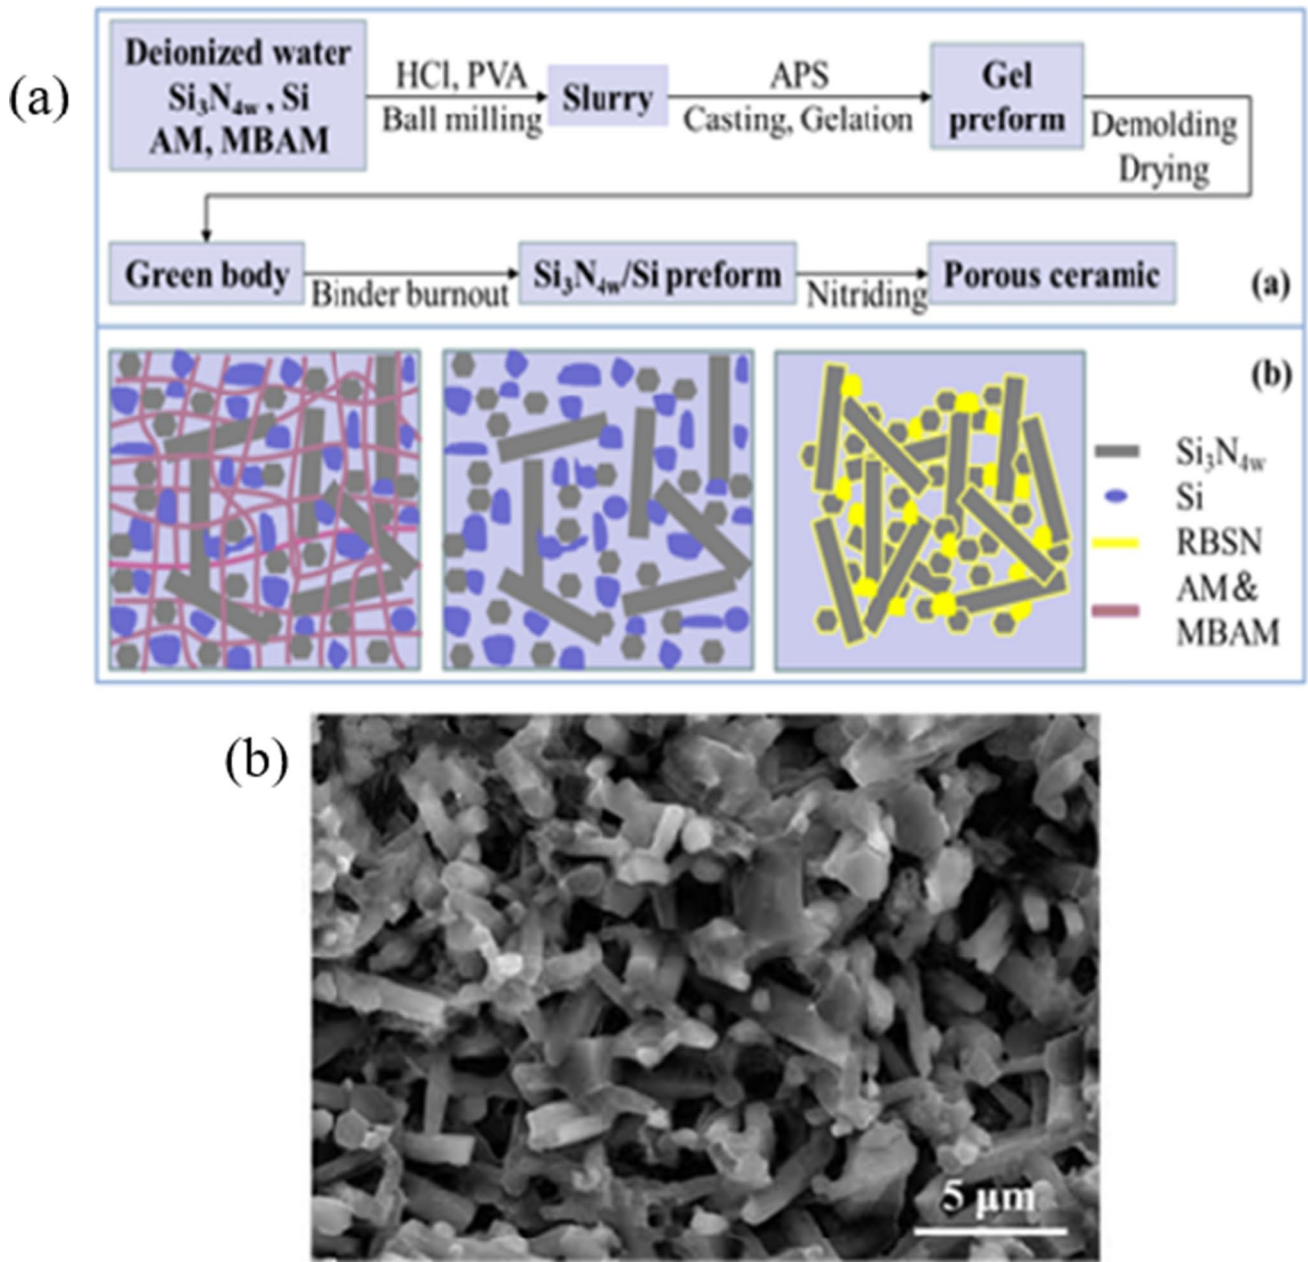 (a)
Deionized water
Si₃N₄w , Si
AM, MBAM
HCl, PVA
Ball milling
Slurry
APS
Casting, Gelation
Gel
preform
Demolding
Drying
Green body
Binder burnout
Si₃N₄w/Si preform
Nitriding
Porous ceramic
(a)
(b)
Si₃N₄w
Si
RBSN
AM&
MBAM
(b)
5 μm